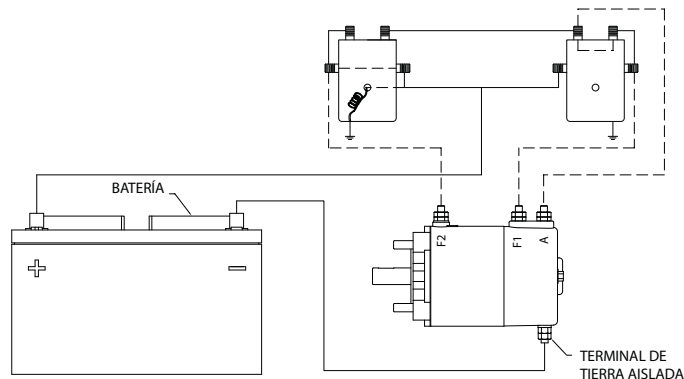 BATERÍA
F2
F1
A
+
−
TERMINAL DE
TIERRA AISLADA